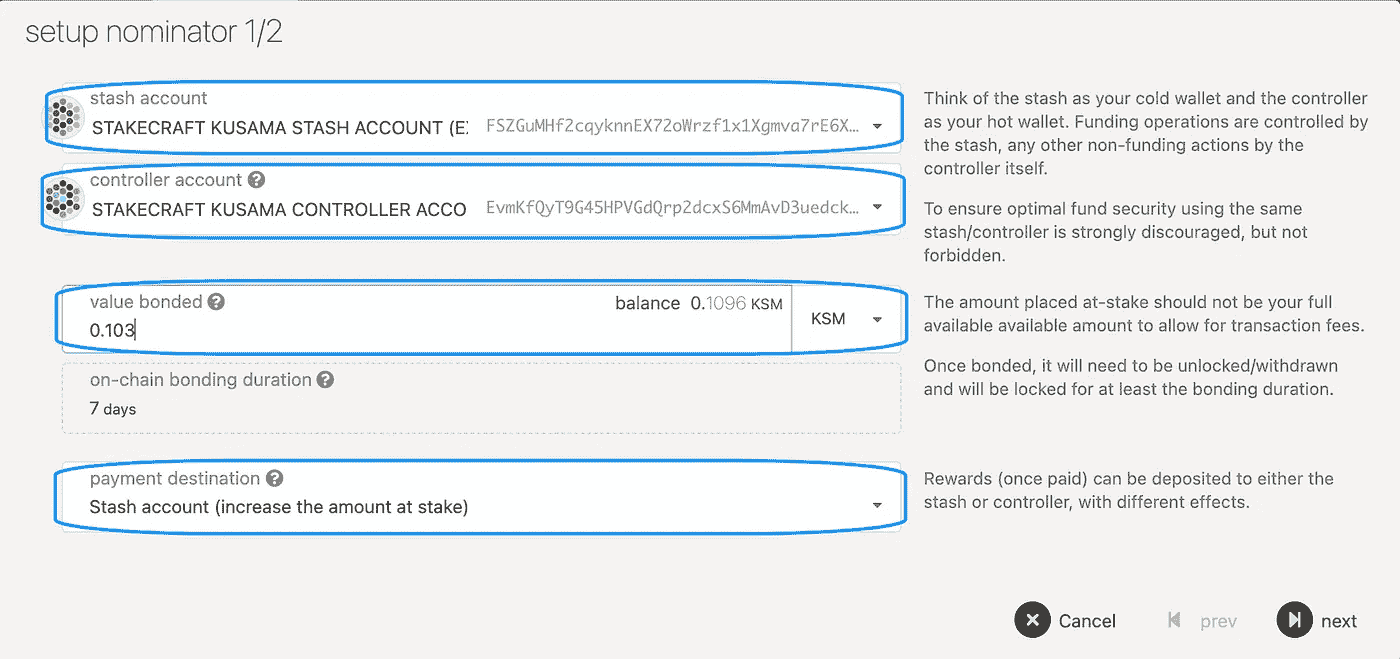 setup nominator 1/2
stash account
STAKECRAFT KUSAMA STASH ACCOUNT (EX FSZGuMHf2cqyknnEX72oWrzf1x1Xgmva7rE6X...
controller account
STAKECRAFT KUSAMA CONTROLLER ACCO EvmKfQyT9G45HPVGdQrp2dcxS6MmAvD3uedck...
value bonded
balance 0.1096 KSM
0.103
KSM
on-chain bonding duration
7 days
payment destination
Stash account (increase the amount at stake)
Think of the stash as your cold wallet and the controller
as your hot wallet. Funding operations are controlled by
the stash, any other non-funding actions by the
controller itself.
To ensure optimal fund security using the same
stash/controller is strongly discouraged, but not
forbidden.
The amount placed at-stake should not be your full
available available amount to allow for transaction fees.
Once bonded, it will need to be unlocked/withdrawn
and will be locked for at least the bonding duration.
Rewards (once paid) can be deposited to either the
stash or controller, with different effects.
Cancel
prev
next